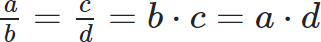 a/b = c/d = b · c = a · d